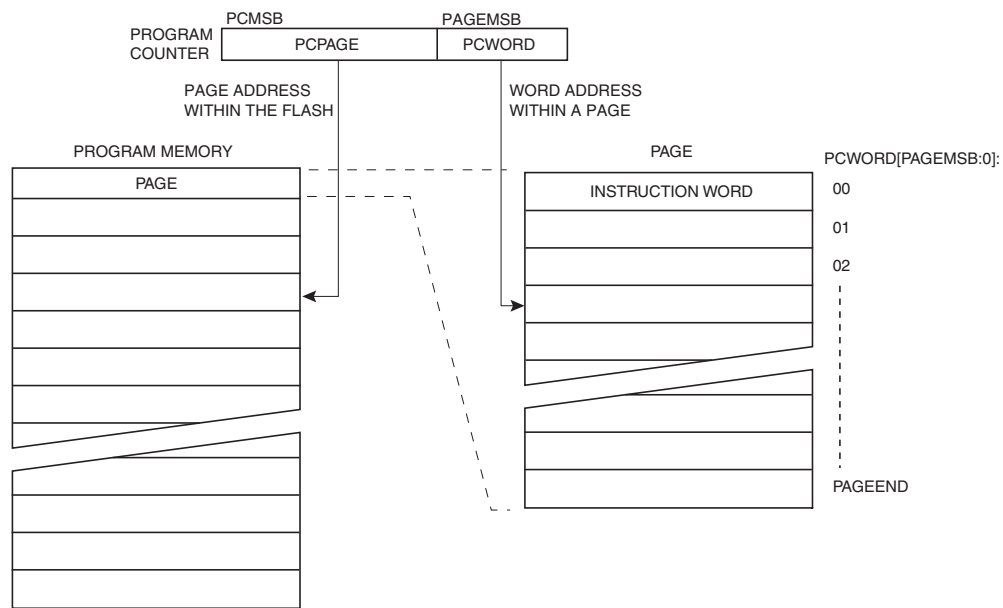 PCMSB PAGEMSB
PROGRAM
COUNTER
PCPAGE PCWORD
PAGE ADDRESS
WITHIN THE FLASH
WORD ADDRESS
WITHIN A PAGE
PROGRAM MEMORY
PAGE
PAGE
PCWORD[PAGEMSB:0]:
INSTRUCTION WORD
00
01
02
PAGEEND